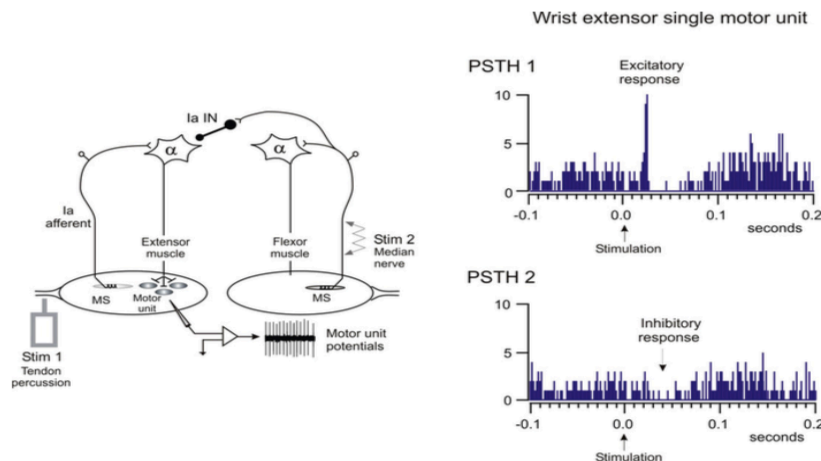 Wrist extensor single motor unit
Ia IN
α
α
Ia
afferent
Extensor
muscle
Flexor
muscle
Stim 2
Median
nerve
MS
Motor
unit
MS
Stim 1
Tendon
percussion
Motor unit
potentials
PSTH 1
Excitatory
response
10
5
0
-0.1 0.0 0.1 0.2
seconds
Stimulation
PSTH 2
Inhibitory
response
10
5
0
-0.1 0.0 0.1 0.2
seconds
Stimulation